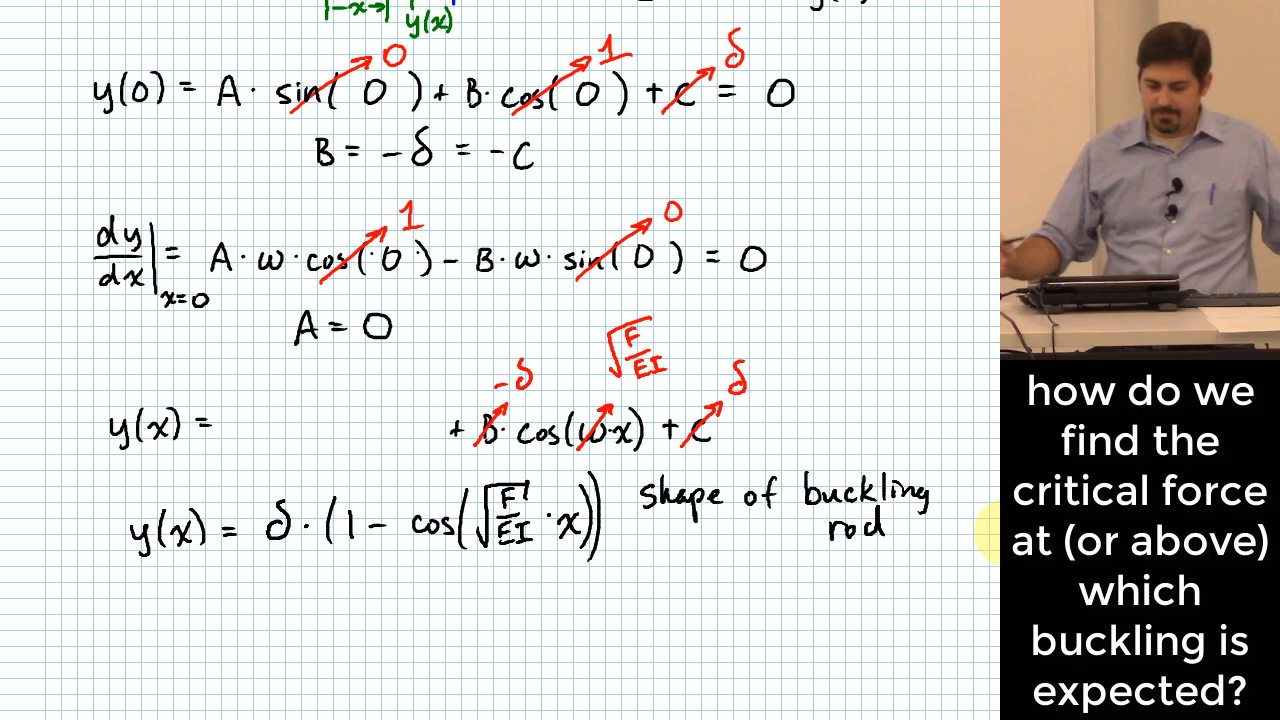 |−x→|
y(x)
0 1 δ
y(0) = A · sin( 0 ) + B · cos( 0 ) + C = 0
B = −δ = −C
1 0
dy/dx|x=0 = A · ω · cos( 0 ) − B · ω · sin( 0 ) = 0
A = 0
−δ √(F/EI) δ
y(x) = + B · cos(ω·x) + C
y(x) = δ · (1 − cos(√(F/EI) · x)) shape of buckling
rod
how do we
find the
critical force
at (or above)
which
buckling is
expected?